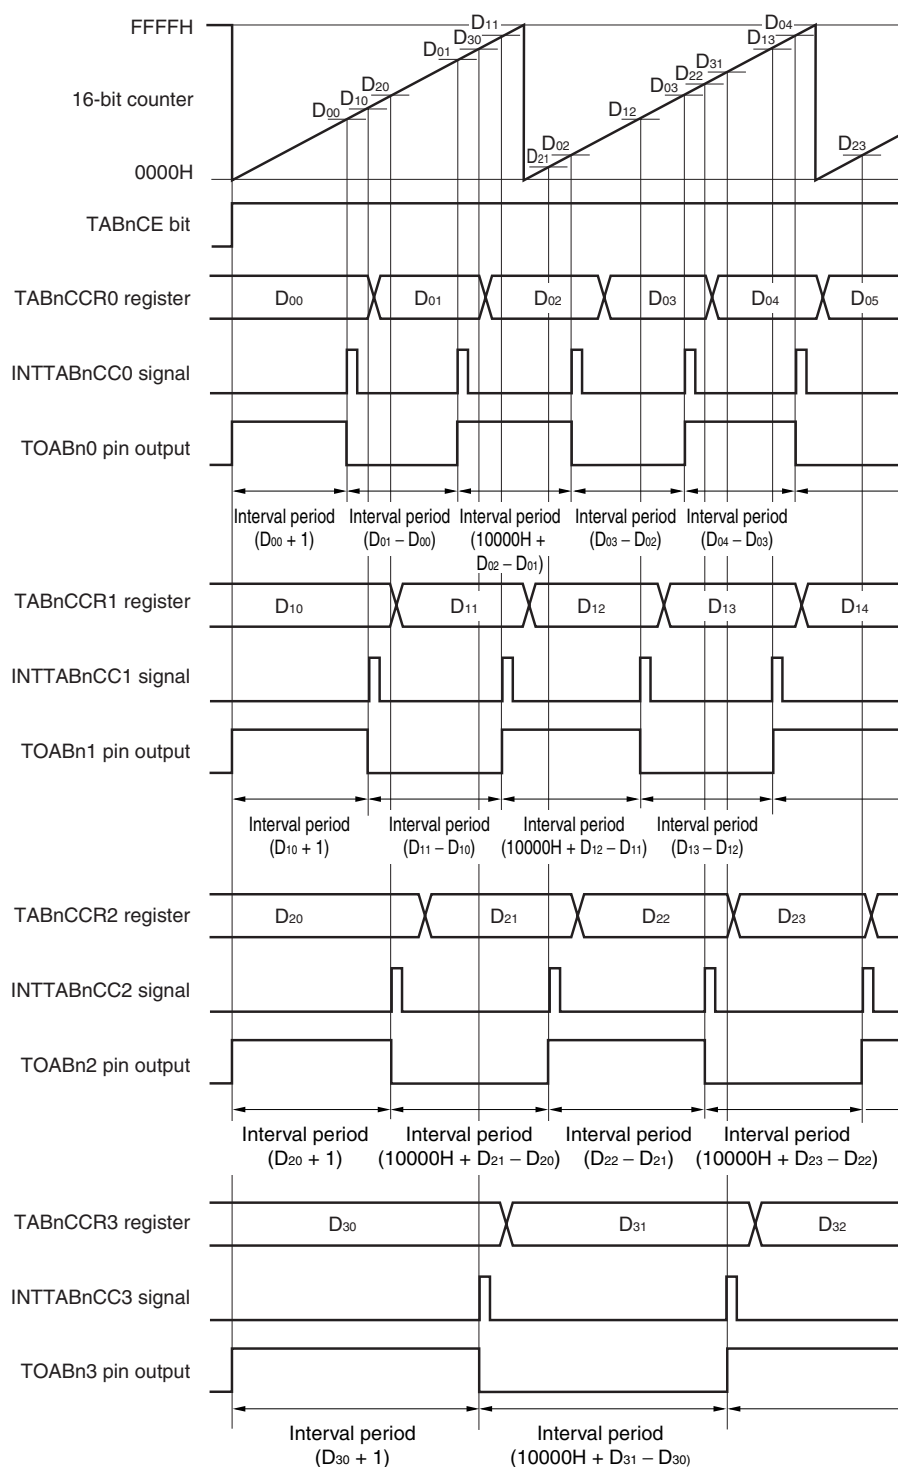 FFFFH
16-bit counter
0000H
D00 D10 D20 D01 D30 D11
D21 D02 D12 D03 D22 D31 D13 D04
D23
TABnCE bit
TABnCCR0 register
D00 D01 D02 D03 D04 D05
INTTABnCC0 signal
TOABn0 pin output
Interval period Interval period Interval period Interval period Interval period
(D00 + 1) (D01 – D00) (10000H + (D03 – D02) (D04 – D03)
D02 – D01)
TABnCCR1 register
D10 D11 D12 D13 D14
INTTABnCC1 signal
TOABn1 pin output
Interval period Interval period Interval period Interval period
(D10 + 1) (D11 – D10) (10000H + D12 – D11) (D13 – D12)
TABnCCR2 register
D20 D21 D22 D23
INTTABnCC2 signal
TOABn2 pin output
Interval period Interval period Interval period Interval period
(D20 + 1) (10000H + D21 – D20) (D22 – D21) (10000H + D23 – D22)
TABnCCR3 register
D30 D31 D32
INTTABnCC3 signal
TOABn3 pin output
Interval period Interval period
(D30 + 1) (10000H + D31 – D30)